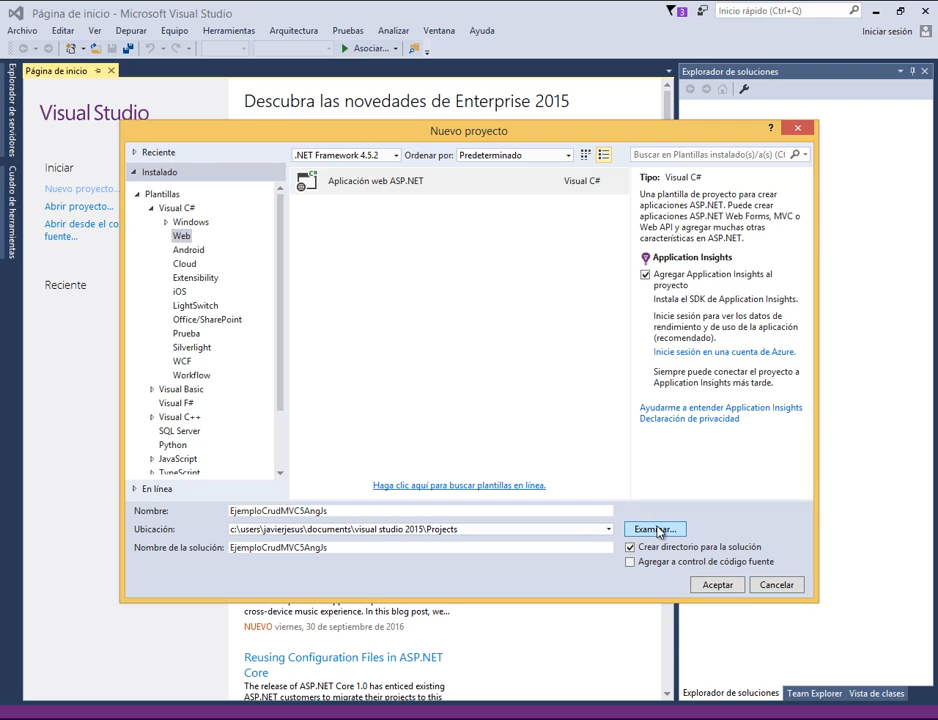 Página de inicio - Microsoft Visual Studio
3
Inicio rápido (Ctrl+Q)
Archivo Editar Ver Depurar Equipo Herramientas Arquitectura Pruebas Analizar Ventana Ayuda
Iniciar sesión
Asociar...
Explorador de servidores
Cuadro de herramientas
Página de inicio
Visual Studio
Iniciar
Nuevo proyecto...
Abrir proyecto...
Abrir desde el co
fuente...
Reciente
Descubra las novedades de Enterprise 2015
Nuevo proyecto
Reciente
Instalado
Plantillas
Visual C#
Windows
Web
Android
Cloud
Extensibility
iOS
LightSwitch
Office/SharePoint
Prueba
Silverlight
WCF
Workflow
Visual Basic
Visual F#
Visual C++
SQL Server
Python
JavaScript
TypeScript
En línea
.NET Framework 4.5.2 Ordenar por: Predeterminado
Aplicación web ASP.NET Visual C#
Haga clic aquí para buscar plantillas en línea.
Buscar en Plantillas instalado(s)/a(s) (Ct
Tipo: Visual C#
Una plantilla de proyecto para crear
aplicaciones ASP.NET. Puede crear
aplicaciones ASP.NET Web Forms, MVC o
Web API y agregar muchas otras
características en ASP.NET.
Application Insights
Agregar Application Insights al
proyecto
Instala el SDK de Application Insights.
Inicie sesión para ver los datos de
rendimiento y de uso de la aplicación
(recomendado).
Inicie sesión en una cuenta de Azure.
Siempre puede conectar el proyecto a
Application Insights más tarde.
Ayudarme a entender Application Insights
Declaración de privacidad
Nombre: EjemploCrudMVC5AngJs
Ubicación: c:\users\javierjesus\documents\visual studio 2015\Projects
Examinar...
Nombre de la solución: EjemploCrudMVC5AngJs
Crear directorio para la solución
Agregar a control de código fuente
Aceptar Cancelar
cross-device music experience. In this blog post, we...
NUEVO viernes, 30 de septiembre de 2016
Reusing Configuration Files in ASP.NET
Core
The release of ASP.NET Core 1.0 has enticed existing
ASP.NET customers to migrate their projects to this
Explorador de soluciones
Explorador de soluciones Team Explorer Vista de clases